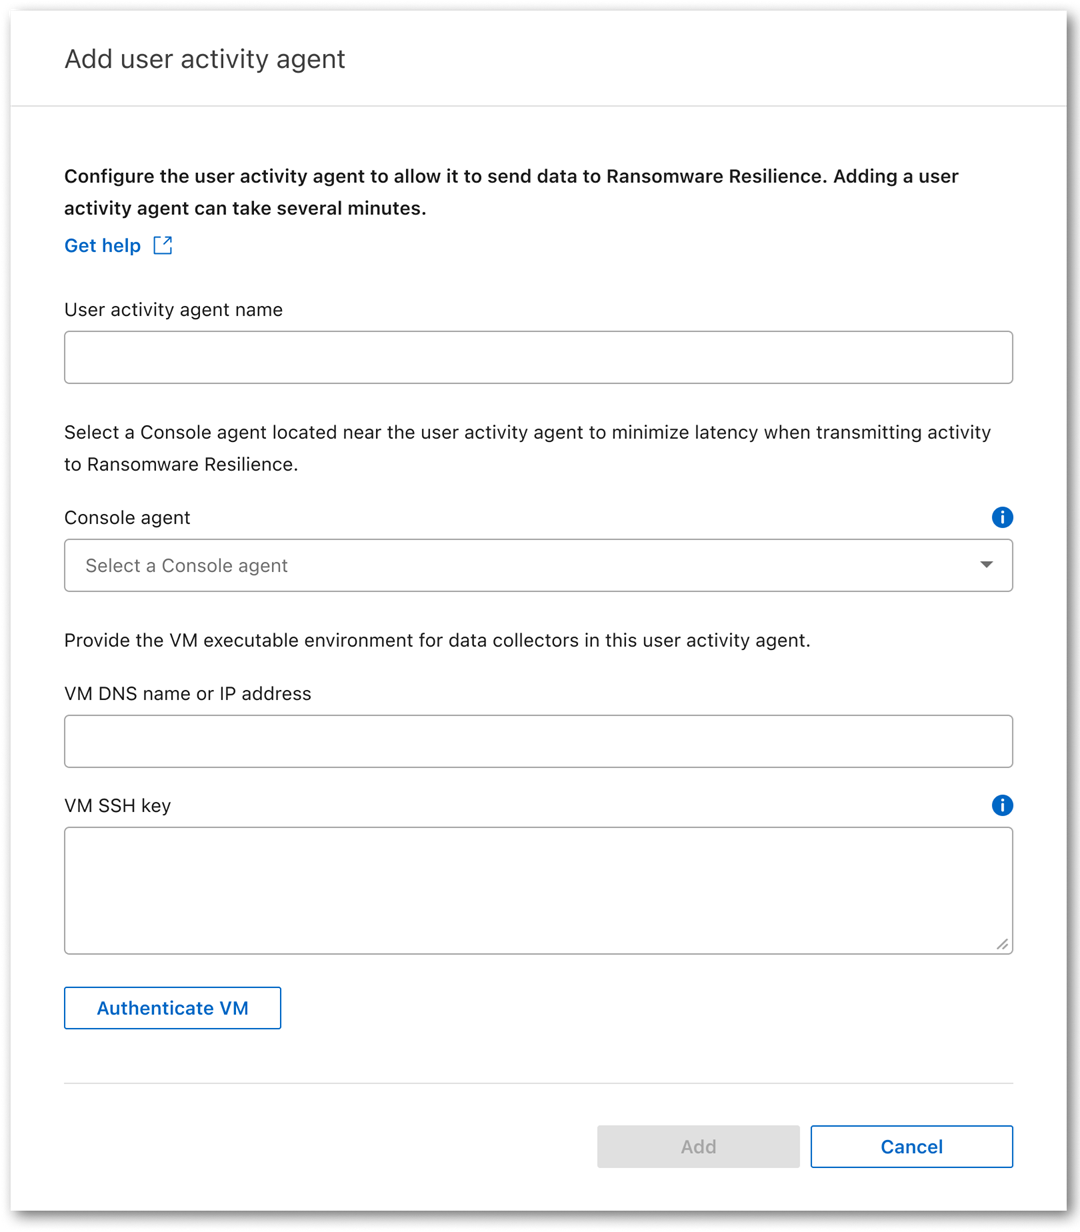 Add user activity agent
Configure the user activity agent to allow it to send data to Ransomware Resilience. Adding a user
activity agent can take several minutes.
Get help
User activity agent name
Select a Console agent located near the user activity agent to minimize latency when transmitting activity
to Ransomware Resilience.
Console agent
Select a Console agent
Provide the VM executable environment for data collectors in this user activity agent.
VM DNS name or IP address
VM SSH key
Authenticate VM
Add
Cancel